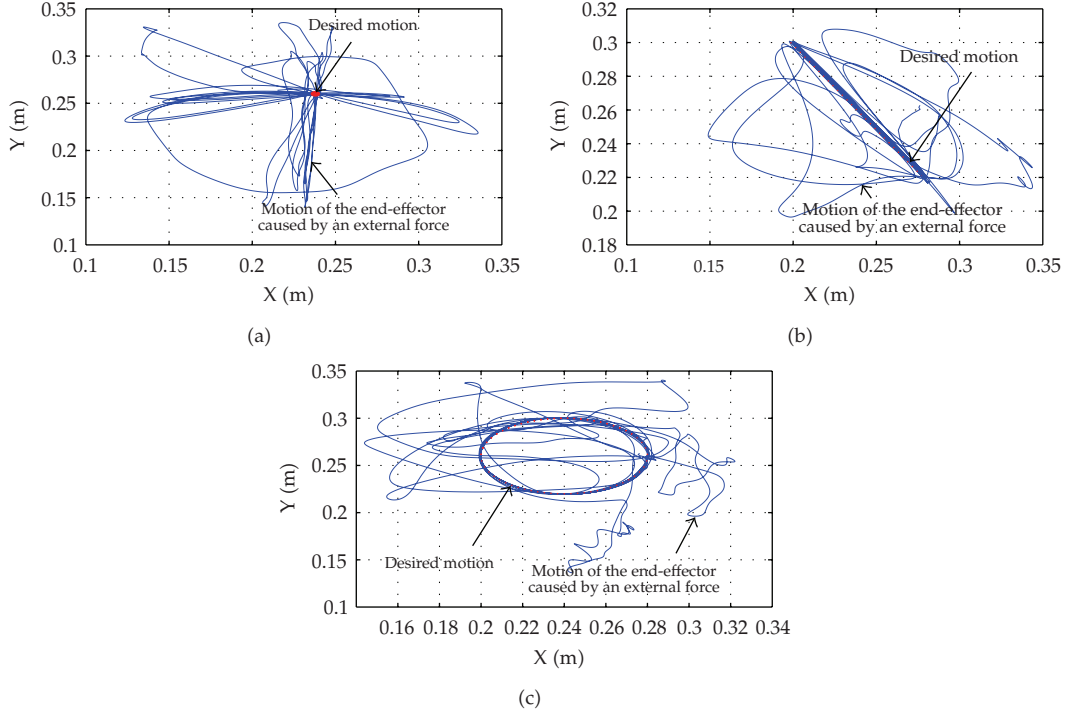 0.35
0.3
0.25
0.2
0.15
0.1
Y (m)
Desired motion
Motion of the end-effector
caused by an external force
0.1 0.15 0.2 0.25 0.3 0.35
X (m)
(a)
0.32
0.3
0.28
0.26
0.24
0.22
0.2
0.18
Y (m)
Desired motion
Motion of the end-effector
caused by an external force
0.1 0.15 0.2 0.25 0.3 0.35
X (m)
(b)
0.35
0.3
0.25
0.2
0.15
0.1
Y (m)
Desired motion
Motion of the end-effector
caused by an external force
0.16 0.18 0.2 0.22 0.24 0.26 0.28 0.3 0.32 0.34
X (m)
(c)